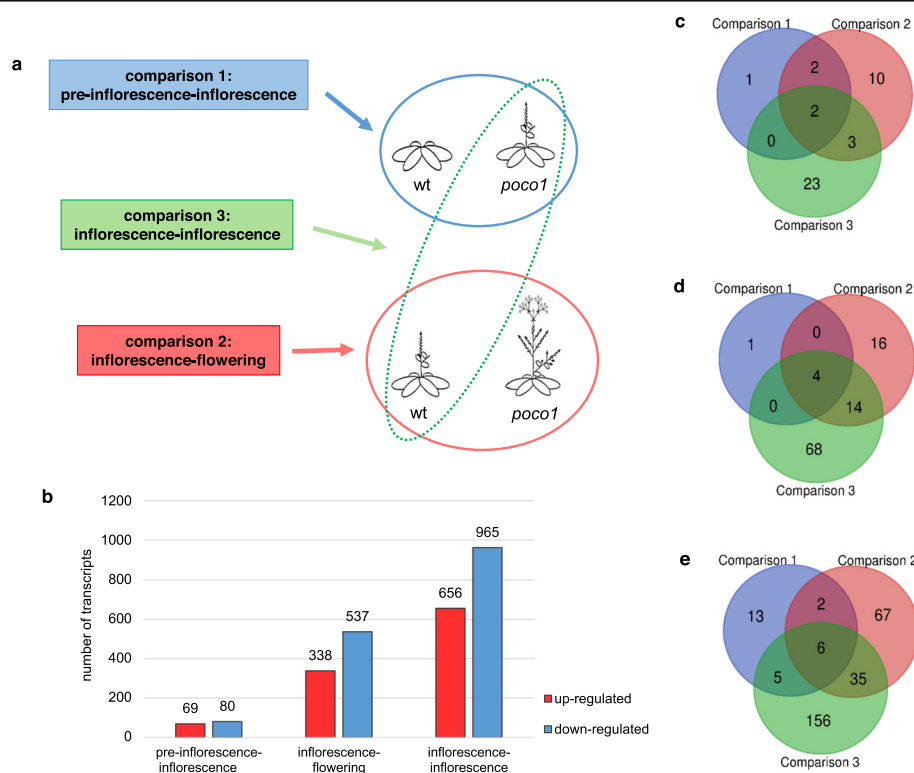 a
comparison 1:
pre-inflorescence-inflorescence
wt
poco1
comparison 3:
inflorescence-inflorescence
comparison 2:
inflorescence-flowering
wt
poco1
b
number of transcripts
1200
1000
800
600
400
200
0
69
80
338
537
656
965
pre-inflorescence-
inflorescence
inflorescence-
flowering
inflorescence-
inflorescence
up-regulated
down-regulated
c
Comparison 1
Comparison 2
1
2
10
2
0
3
23
Comparison 3
d
Comparison 1
Comparison 2
1
0
16
4
0
14
68
Comparison 3
e
Comparison 1
Comparison 2
13
2
67
6
5
35
156
Comparison 3